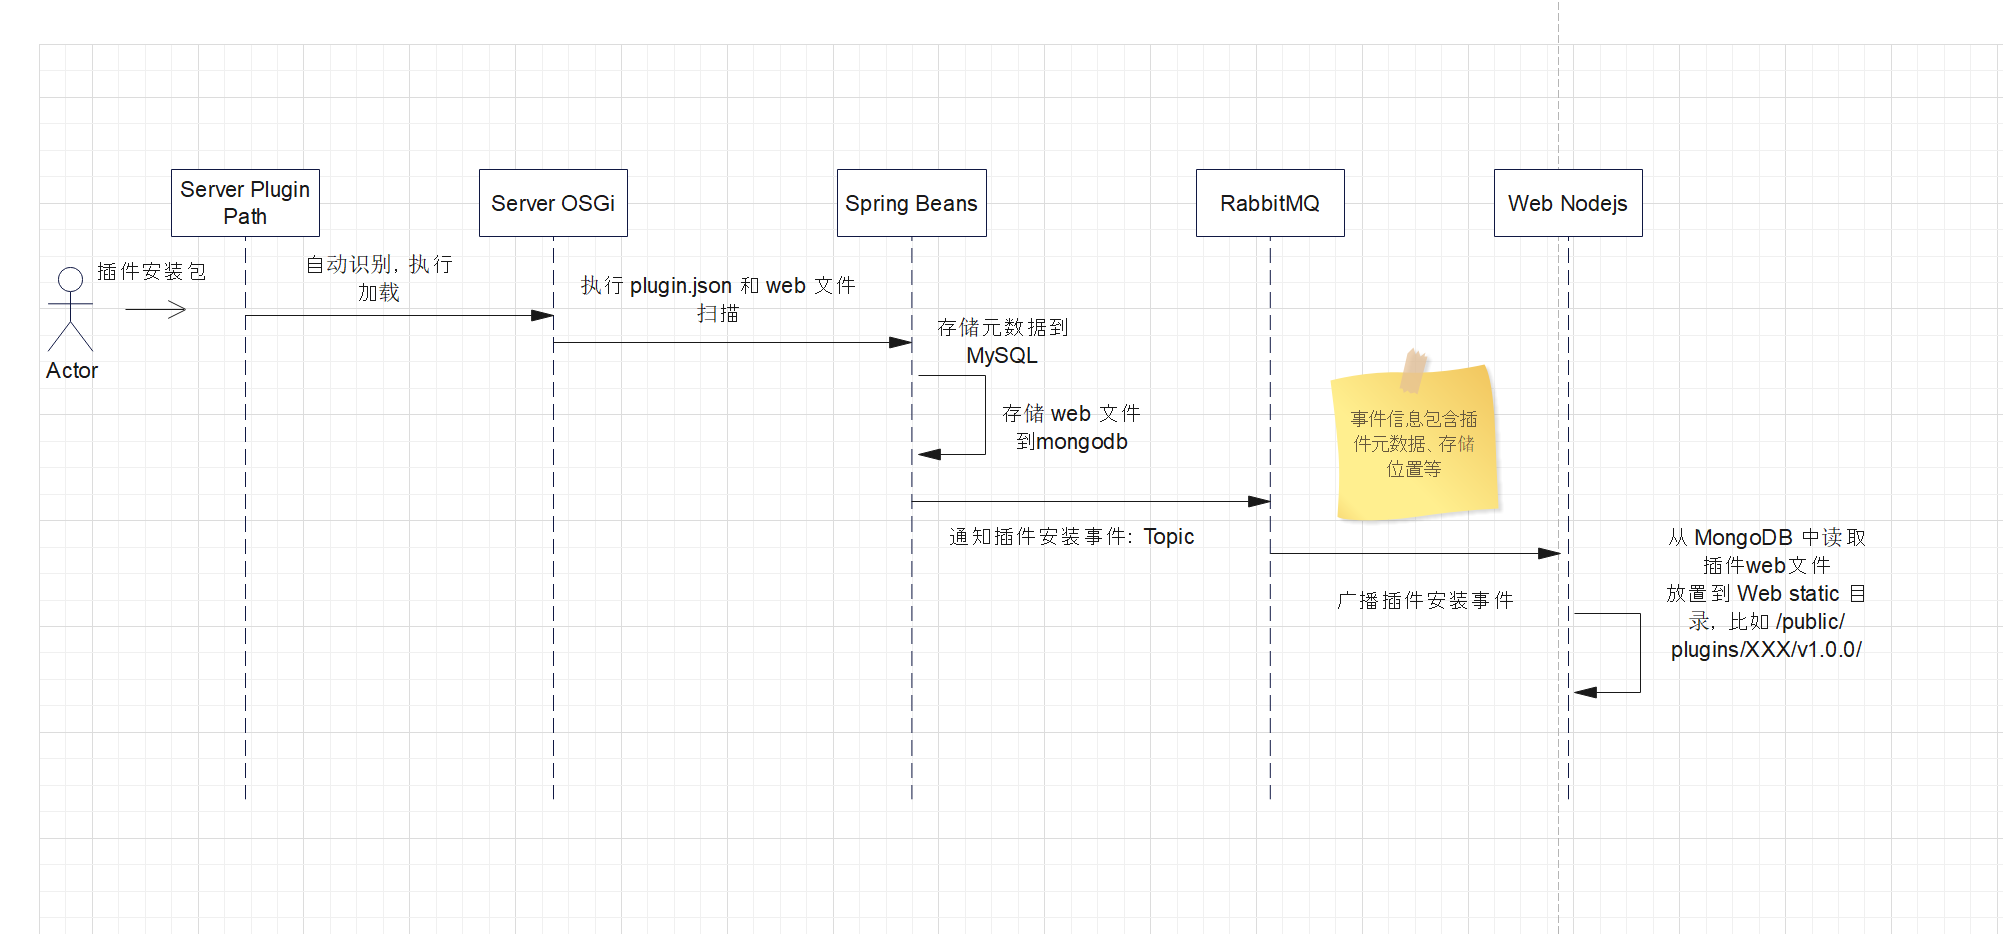 Server Plugin
Path
Server OSGi
Spring Beans
RabbitMQ
Web Nodejs
插件安装包
Actor
自动识别，执行
加载
执行 plugin.json 和 web 文件
扫描
存储元数据到
MySQL
存储 web 文件
到mongodb
事件信息包含插
件元数据、存储
位置等
通知插件安装事件：Topic
广播插件安装事件
从 MongoDB 中读取
插件web文件
放置到 Web static 目
录，比如 /public/
plugins/XXX/v1.0.0/